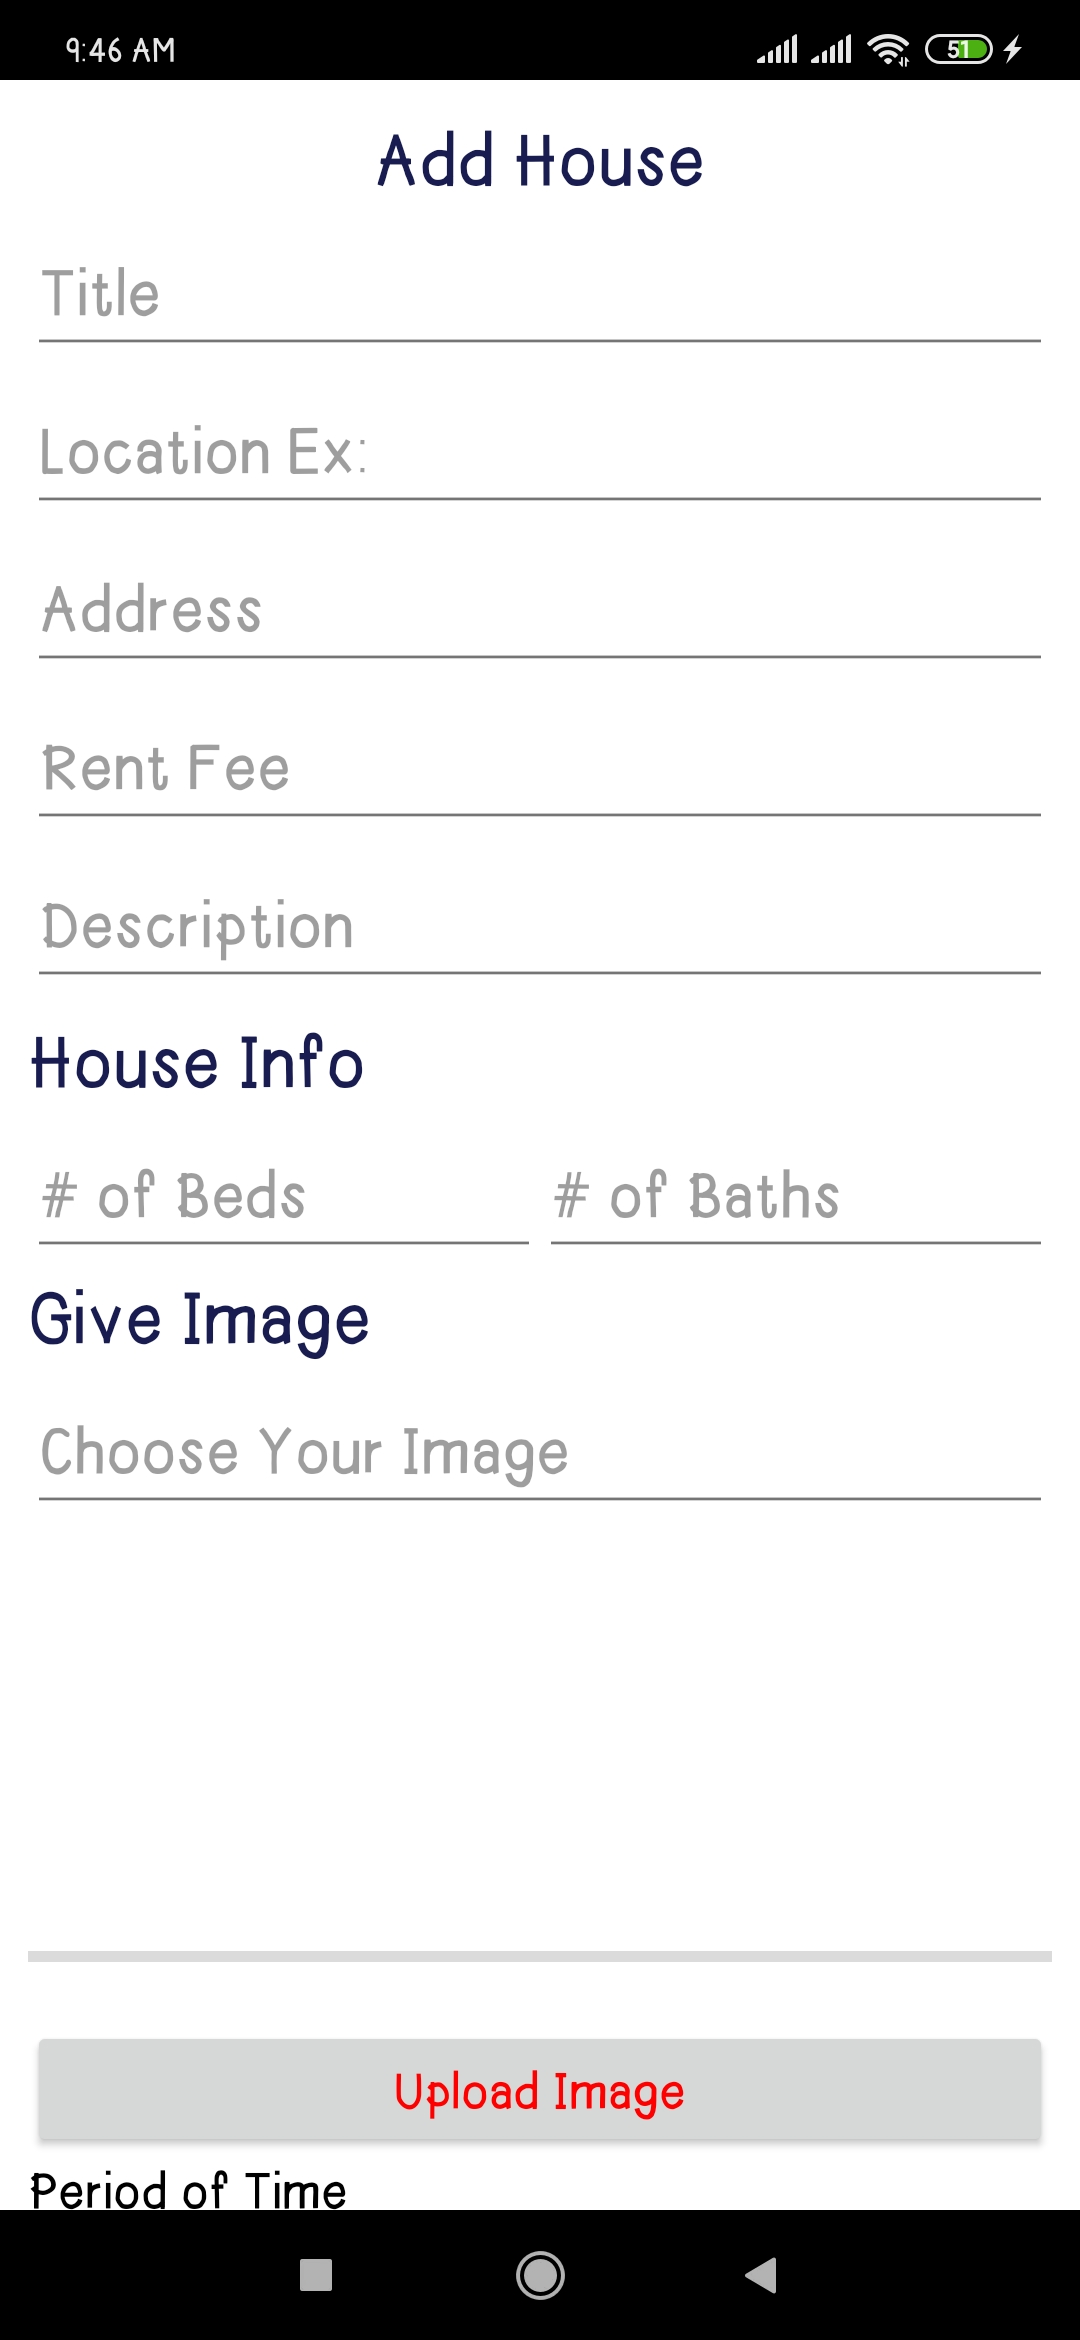 9:46 AM
51
Add House
Title
Location Ex:
Address
Rent Fee
Description
House Info
# of Beds
# of Baths
Give Image
Choose Your Image
Upload Image
Period of Time